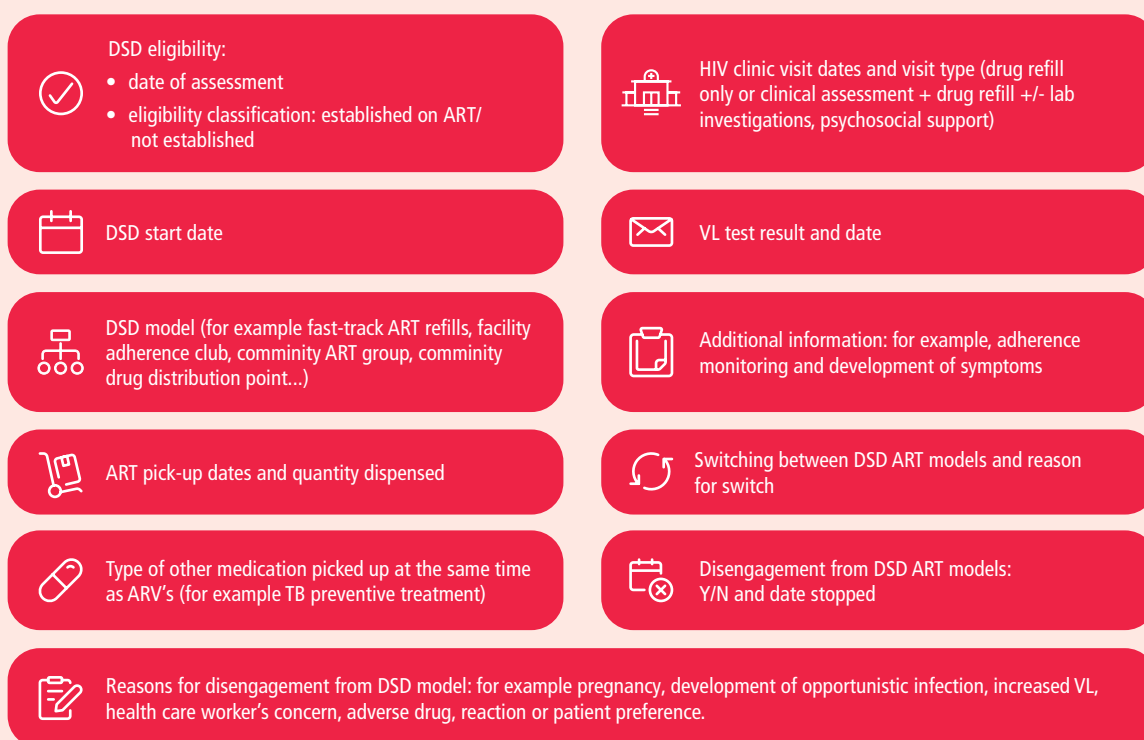 DSD eligibility:
• date of assessment
• eligibility classification: established on ART/
not established
HIV clinic visit dates and visit type (drug refill
only or clinical assessment + drug refill +/- lab
investigations, psychosocial support)
DSD start date
VL test result and date
DSD model (for example fast-track ART refills, facility
adherence club, comminity ART group, comminity
drug distribution point...)
Additional information: for example, adherence
monitoring and development of symptoms
ART pick-up dates and quantity dispensed
Switching between DSD ART models and reason
for switch
Type of other medication picked up at the same time
as ARV's (for example TB preventive treatment)
Disengagement from DSD ART models:
Y/N and date stopped
Reasons for disengagement from DSD model: for example pregnancy, development of opportunistic infection, increased VL,
health care worker's concern, adverse drug, reaction or patient preference.